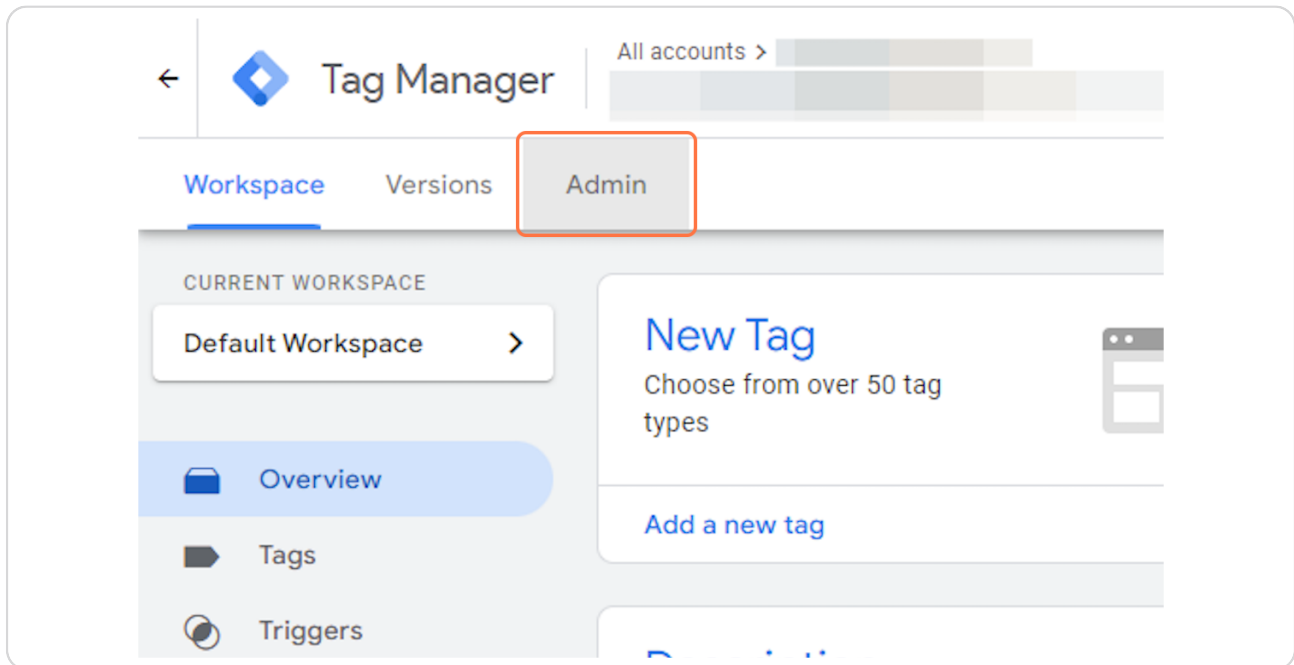 All accounts >
Tag Manager
Workspace Versions Admin
CURRENT WORKSPACE
Default Workspace
New Tag
Choose from over 50 tag
types
Overview
Add a new tag
Tags
Triggers